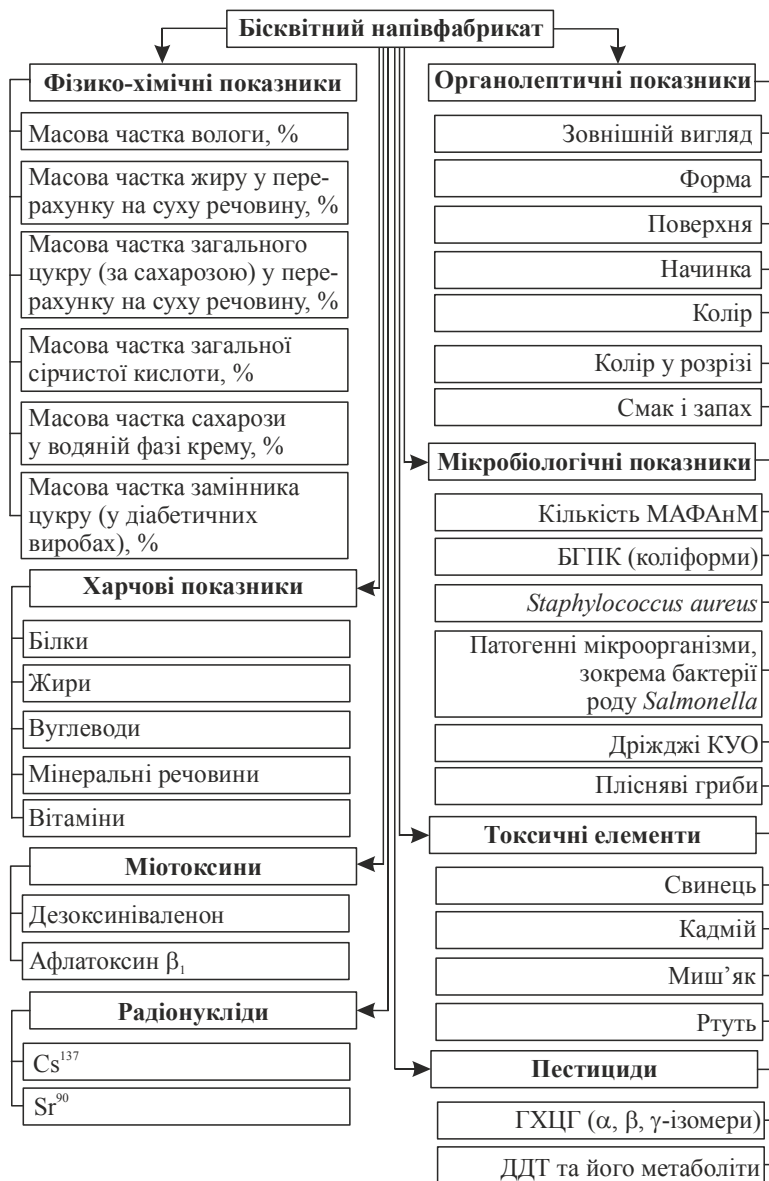 Бісквітний напівфабрикат
Фізико-хімічні показники
Масова частка вологи, %
Масова частка жиру у пере-
рахунку на суху речовину, %
Масова частка загального
цукру (за сахарозою) у пере-
рахунку на суху речовину, %
Масова частка загальної
сірчистої кислоти, %
Масова частка сахарози
у водяній фазі крему, %
Масова частка замінника
цукру (у діабетичних
виробах), %
Харчові показники
Білки
Жири
Вуглеводи
Мінеральні речовини
Вітаміни
Міотоксини
Дезоксиніваленон
Афлатоксин β₁
Радіонукліди
Cs¹³⁷
Sr⁹⁰
Органолептичні показники
Зовнішній вигляд
Форма
Поверхня
Начинка
Колір
Колір у розрізі
Смак і запах
Мікробіологічні показники
Кількість МАФАнМ
БГПК (коліформи)
Staphylococcus aureus
Патогенні мікроорганізми,
зокрема бактерії
роду Salmonella
Дріжджі КУО
Плісняві гриби
Токсичні елементи
Свинець
Кадмій
Миш’як
Ртуть
Пестициди
ГХЦГ (α, β, γ-ізомери)
ДДТ та його метаболіти